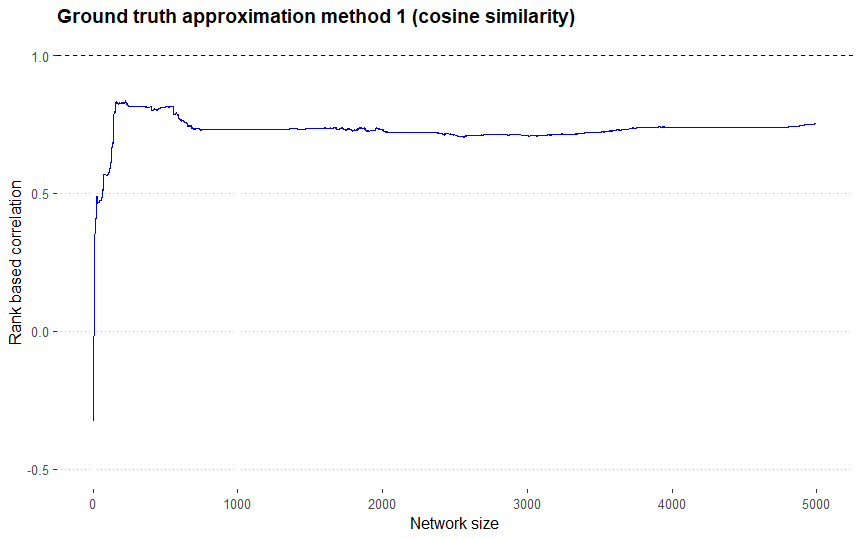 Ground truth approximation method 1 (cosine similarity)
1.0
0.5
0.0
-0.5
Rank based correlation
0 1000 2000 3000 4000 5000
Network size